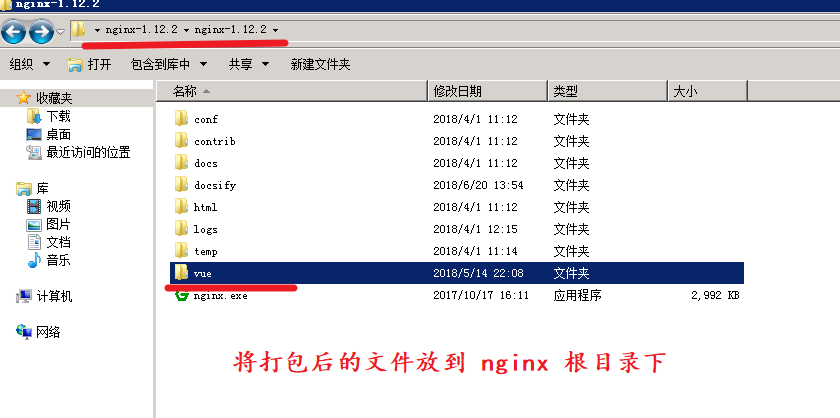 nginx-1.12.2
nginx-1.12.2 nginx-1.12.2
组织 打开 包含到库中 共享 新建文件夹
收藏夹
下载
桌面
最近访问的位置
库
视频
图片
文档
音乐
计算机
网络
名称 修改日期 类型 大小
conf 2018/4/1 11:12 文件夹
contrib 2018/4/1 11:12 文件夹
docs 2018/4/1 11:12 文件夹
docsify 2018/6/20 13:54 文件夹
html 2018/4/1 11:12 文件夹
logs 2018/4/1 12:15 文件夹
temp 2018/4/1 11:14 文件夹
vue 2018/5/14 22:08 文件夹
nginx.exe 2017/10/17 16:11 应用程序 2,992 KB
将打包后的文件放到 nginx 根目录下